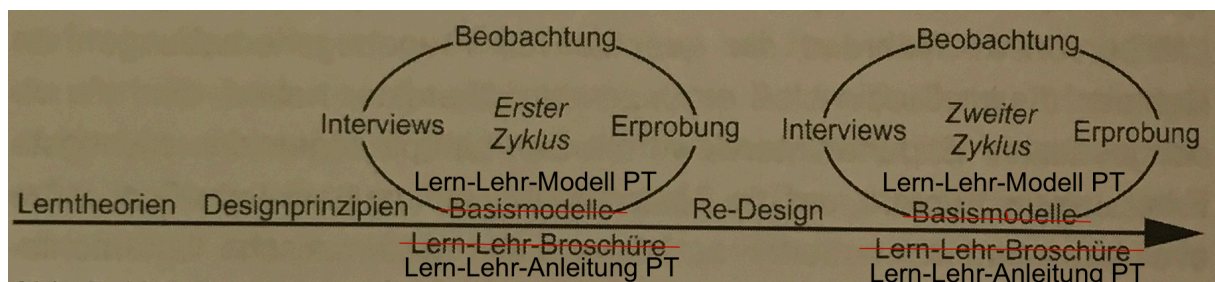 Beobachtung
Erster
Zyklus
Interviews
Erprobung
Lern-Lehr-Modell PT
Basismodelle
Beobachtung
Zweiter
Zyklus
Interviews
Erprobung
Lern-Lehr-Modell PT
Basismodelle
Lerntheorien
Designprinzipien
Re-Design
Lern-Lehr-Broschüre
Lern-Lehr-Anleitung PT
Lern-Lehr-Broschüre
Lern-Lehr-Anleitung PT